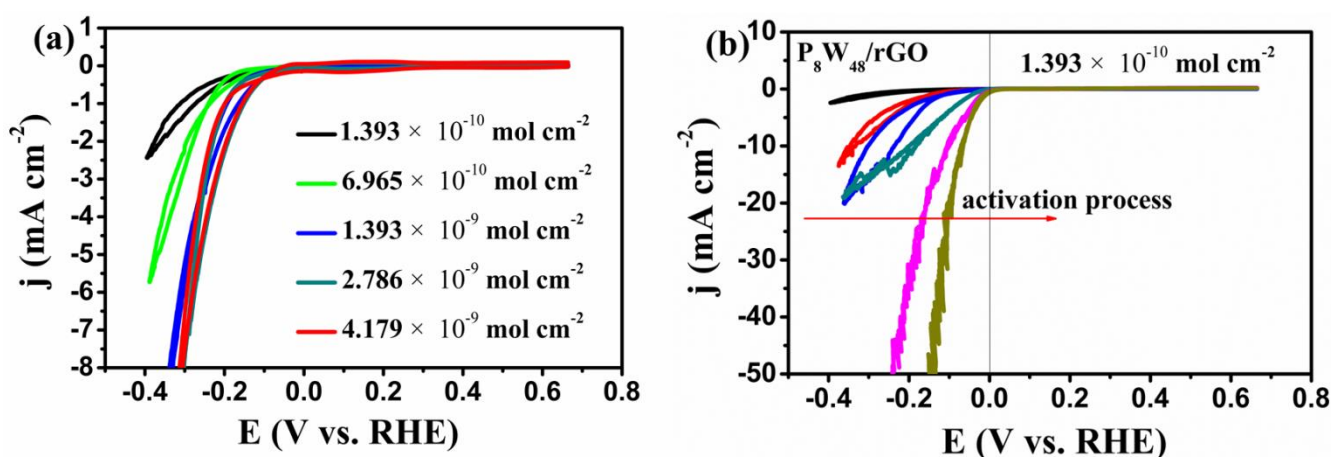 (a)
1
0
-1
-2
-3
-4
-5
-6
-7
-8
j (mA cm⁻²)
1.393 × 10⁻¹⁰ mol cm⁻²
6.965 × 10⁻¹⁰ mol cm⁻²
1.393 × 10⁻⁹ mol cm⁻²
2.786 × 10⁻⁹ mol cm⁻²
4.179 × 10⁻⁹ mol cm⁻²
-0.4 -0.2 0.0 0.2 0.4 0.6 0.8
E (V vs. RHE)
(b)
10
0
-10
-20
-30
-40
-50
j (mA cm⁻²)
P₈W₄₈/rGO 1.393 × 10⁻¹⁰ mol cm⁻²
activation process
-0.4 -0.2 0.0 0.2 0.4 0.6 0.8
E (V vs. RHE)